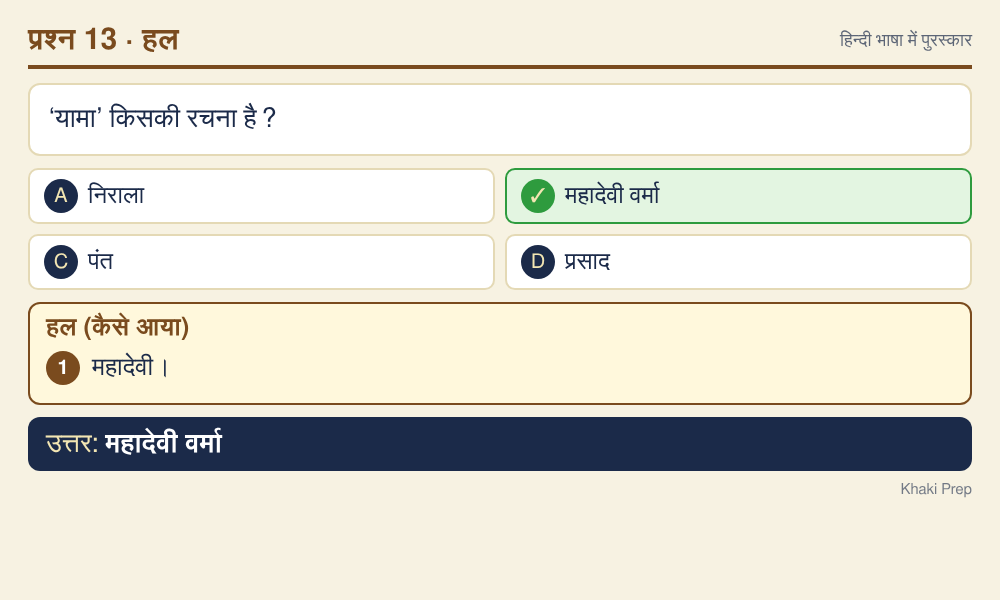 प्रश्न 13 · हल
हिन्दी भाषा में पुरस्कार
‘यामा’ किसकी रचना है ?
A निराला
✓ महादेवी वर्मा
C पंत
D प्रसाद
हल (कैसे आया)
1 महादेवी।
उत्तर: महादेवी वर्मा
Khaki Prep